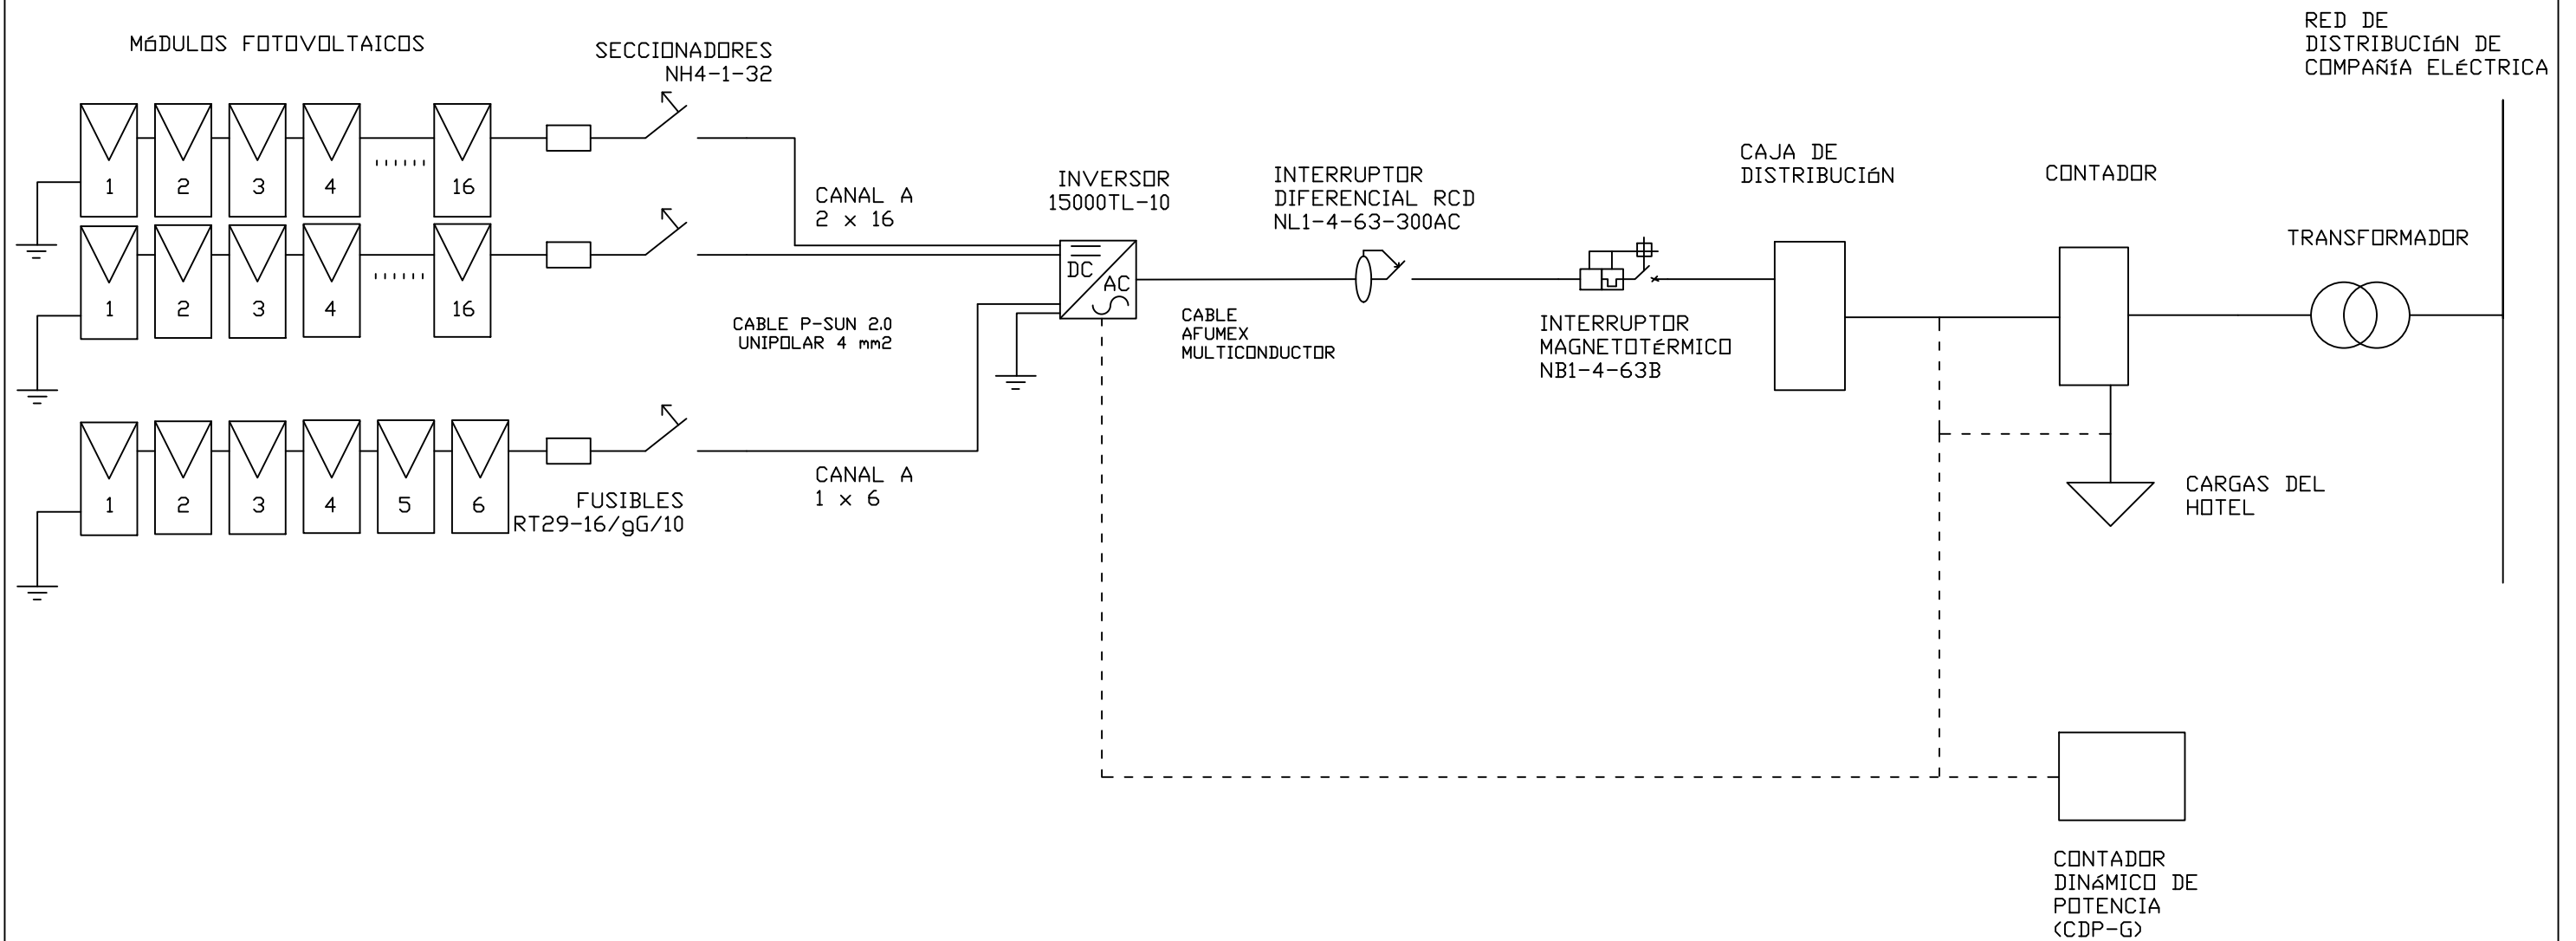 MóDULOS FOTOVOLTAICOS
SECCIONADORES
NH4-1-32
RED DE
DISTRIBUCIóN DE
COMPAÑíA ELéCTRICA
1 2 3 4 16
CANAL A
2 x 16
INVERSOR
15000TL-10
INTERRUPTOR
DIFERENCIAL RCD
NL1-4-63-300AC
CAJA DE
DISTRIBUCIóN
CONTADOR
TRANSFORMADOR
DC
AC
1 2 3 4 16
CABLE P-SUN 2.0
UNIPOLAR 4 mm2
CABLE
AFUMEX
MULTICONDUCTOR
INTERRUPTOR
MAGNETOTéRMICO
NB1-4-63B
1 2 3 4 5 6
FUSIBLES
RT29-16/gG/10
CANAL A
1 x 6
CARGAS DEL
HOTEL
CONTADOR
DINáMICO DE
POTENCIA
(CDP-G)